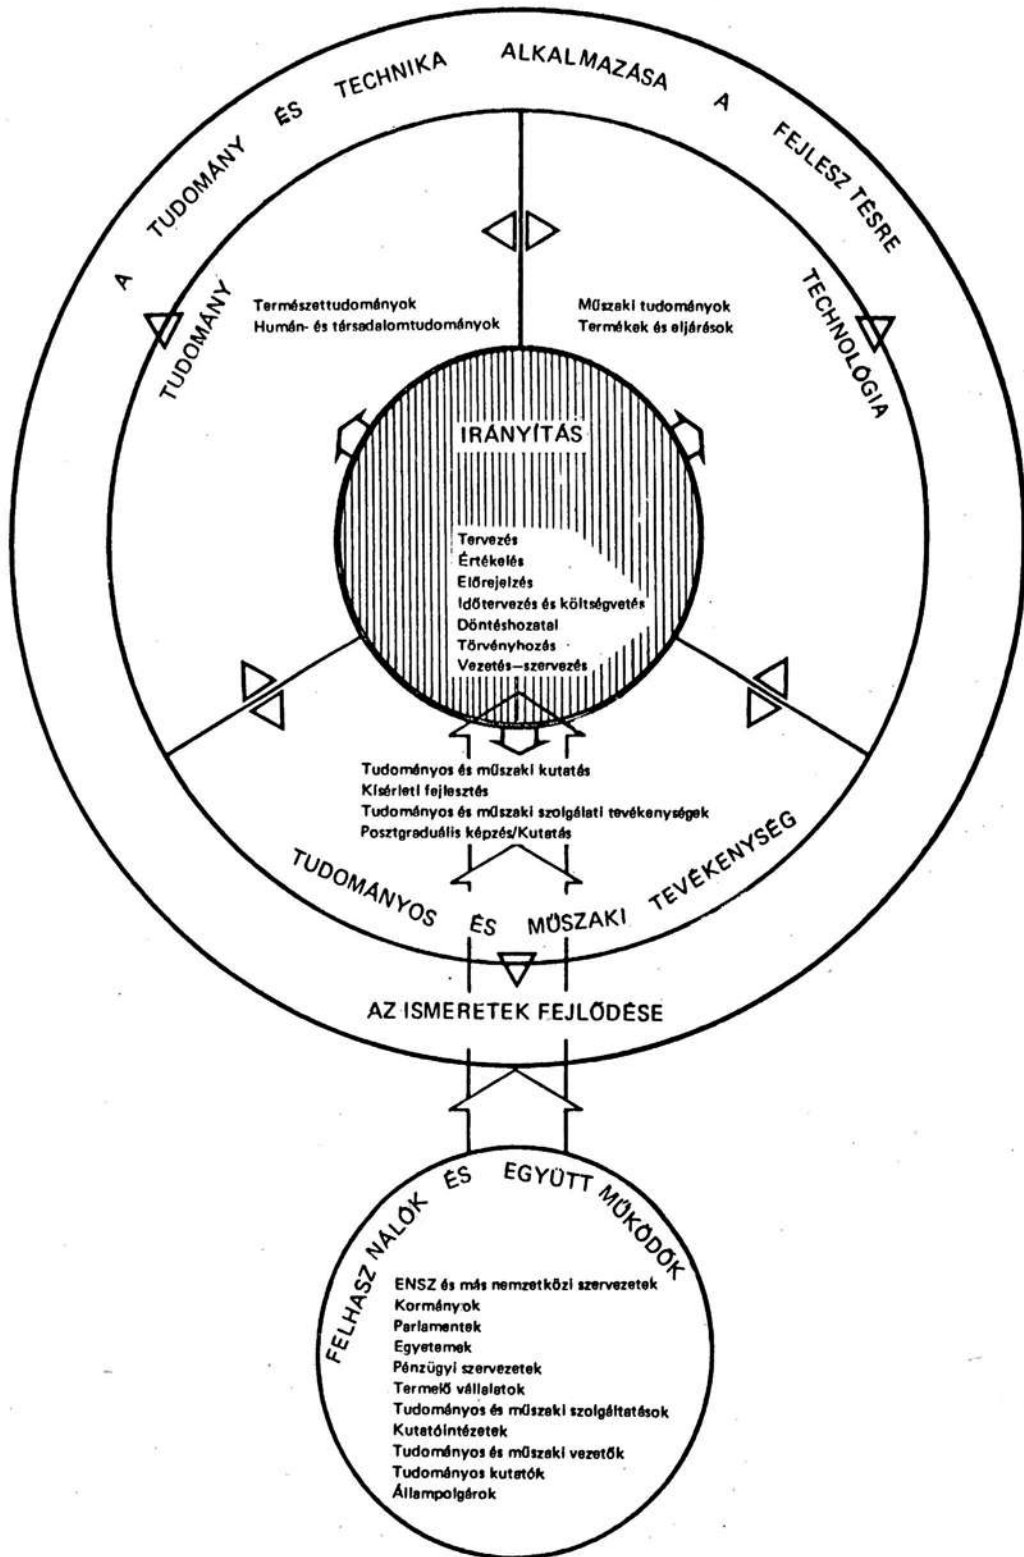 A TUDOMÁNY ÉS TECHNIKA ALKALMAZÁSA A FEJLESZTÉSRE
TUDOMÁNY
Természettudományok
Humán- és társadalomtudományok
Műszaki tudományok
Termékek és eljárások
TECHNOLÓGIA
IRÁNYÍTÁS
Tervezés
Értékelés
Előrejelzés
Időtervezés és költségvetés
Döntéshozatal
Törvényhozás
Vezetés—szervezés
Tudományos és műszaki kutatás
Kísérleti fejlesztés
Tudományos és műszaki szolgálati tevékenységek
Posztgraduális képzés/Kutatás
TUDOMÁNYOS ÉS MŰSZAKI TEVÉKENYSÉG
AZ ISMERETEK FEJLŐDÉSE
FELHASZNÁLÓK ÉS EGYÜTTMŰKÖDŐK
ENSZ és más nemzetközi szervezetek
Kormányok
Parlamentek
Egyetemek
Pénzügyi szervezetek
Termelő vállalatok
Tudományos és műszaki szolgáltatások
Kutatóintézetek
Tudományos és műszaki vezetők
Tudományos kutatók
Állampolgárok